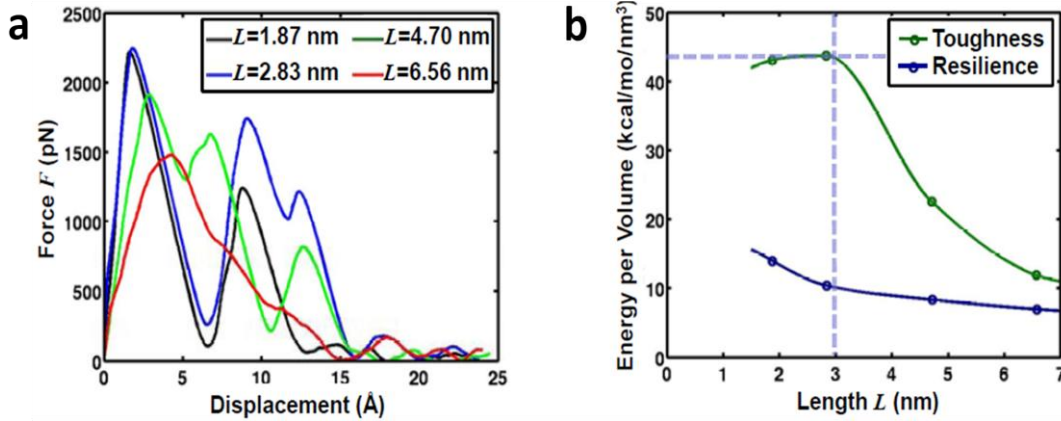 a
2500
2000
1500
1000
500
0
Force F (pN)
L=1.87 nm
L=4.70 nm
L=2.83 nm
L=6.56 nm
0 5 10 15 20 25
Displacement (Å)
b
50
40
30
20
10
0
Energy per Volume (kcal/mo/nm³)
Toughness
Resilience
0 1 2 3 4 5 6 7
Length L (nm)